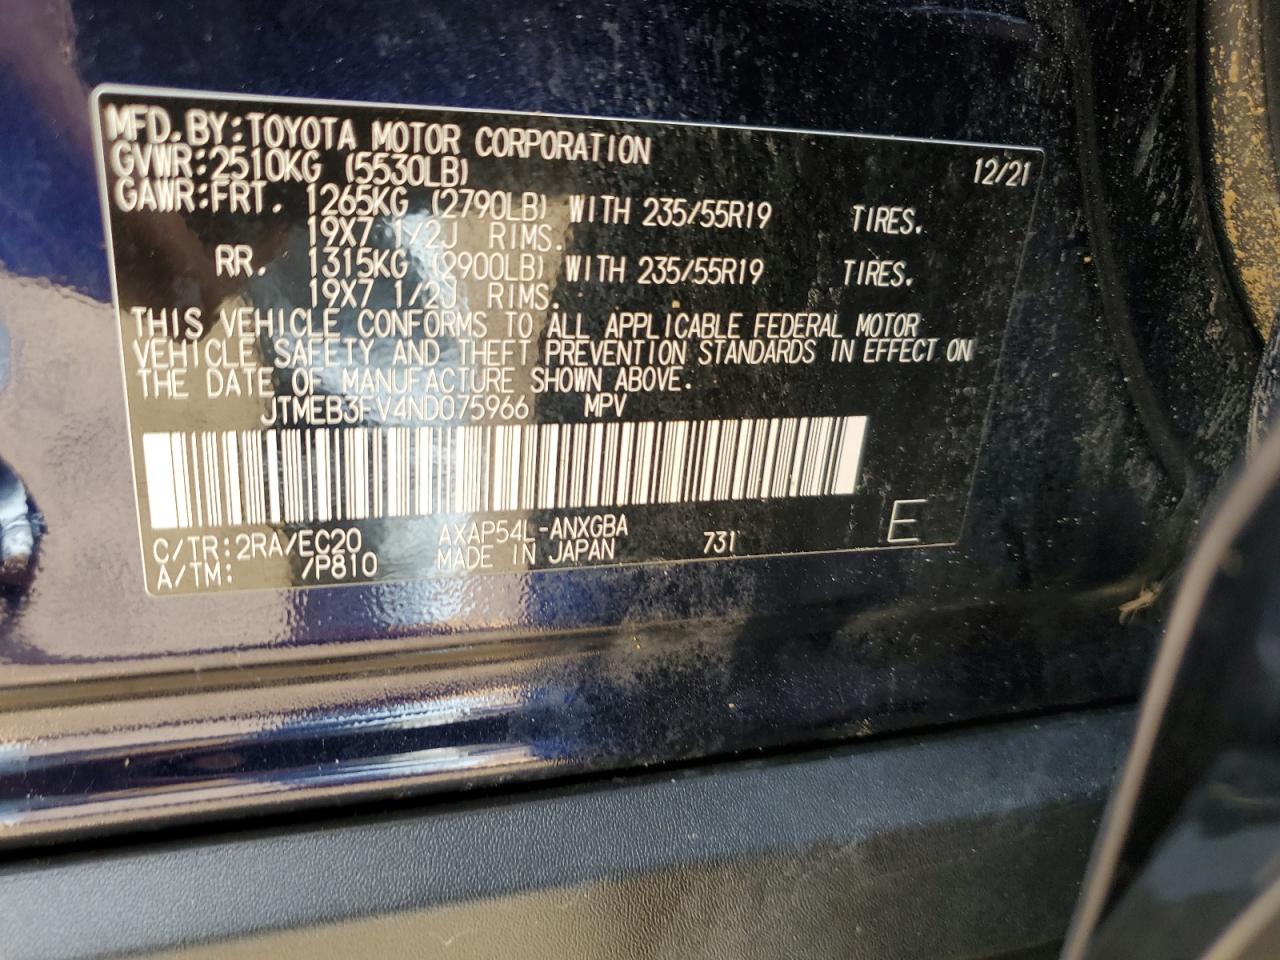 MFD.BY:TOYOTA MOTOR CORPORATION 12/21
GVWR:2510KG (5530LB)
GAWR:FRT. 1265KG (2790LB) WITH 235/55R19 TIRES.
19X7 1/2J RIMS.
RR. 1315KG (2900LB) WITH 235/55R19 TIRES.
19X7 1/2J RIMS.
THIS VEHICLE CONFORMS TO ALL APPLICABLE FEDERAL MOTOR
VEHICLE SAFETY AND THEFT PREVENTION STANDARDS IN EFFECT ON
THE DATE OF MANUFACTURE SHOWN ABOVE.
JTMEB3FV4ND075966 MPV
C/TR:2RA/EC20 AXAP54L-ANXGBA 731 E
A/TM: /P810 MADE IN JAPAN